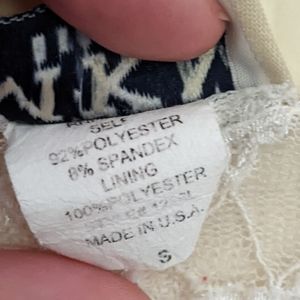 SELF
92% POLYESTER
8% SPANDEX
LINING
100% POLYESTER
MADE IN U.S.A.
S